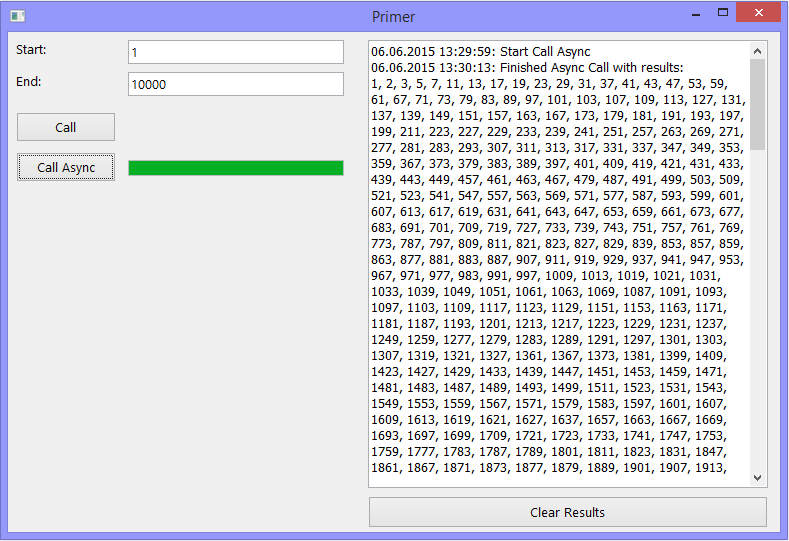 Primer
Start:
1
End:
10000
Call
Call Async
06.06.2015 13:29:59: Start Call Async
06.06.2015 13:30:13: Finished Async Call with results:
1, 2, 3, 5, 7, 11, 13, 17, 19, 23, 29, 31, 37, 41, 43, 47, 53, 59,
61, 67, 71, 73, 79, 83, 89, 97, 101, 103, 107, 109, 113, 127, 131,
137, 139, 149, 151, 157, 163, 167, 173, 179, 181, 191, 193, 197,
199, 211, 223, 227, 229, 233, 239, 241, 251, 257, 263, 269, 271,
277, 281, 283, 293, 307, 311, 313, 317, 331, 337, 347, 349, 353,
359, 367, 373, 379, 383, 389, 397, 401, 409, 419, 421, 431, 433,
439, 443, 449, 457, 461, 463, 467, 479, 487, 491, 499, 503, 509,
521, 523, 541, 547, 557, 563, 569, 571, 577, 587, 593, 599, 601,
607, 613, 617, 619, 631, 641, 643, 647, 653, 659, 661, 673, 677,
683, 691, 701, 709, 719, 727, 733, 739, 743, 751, 757, 761, 769,
773, 787, 797, 809, 811, 821, 823, 827, 829, 839, 853, 857, 859,
863, 877, 881, 883, 887, 907, 911, 919, 929, 937, 941, 947, 953,
967, 971, 977, 983, 991, 997, 1009, 1013, 1019, 1021, 1031,
1033, 1039, 1049, 1051, 1061, 1063, 1069, 1087, 1091, 1093,
1097, 1103, 1109, 1117, 1123, 1129, 1151, 1153, 1163, 1171,
1181, 1187, 1193, 1201, 1213, 1217, 1223, 1229, 1231, 1237,
1249, 1259, 1277, 1279, 1283, 1289, 1291, 1297, 1301, 1303,
1307, 1319, 1321, 1327, 1361, 1367, 1373, 1381, 1399, 1409,
1423, 1427, 1429, 1433, 1439, 1447, 1451, 1453, 1459, 1471,
1481, 1483, 1487, 1489, 1493, 1499, 1511, 1523, 1531, 1543,
1549, 1553, 1559, 1567, 1571, 1579, 1583, 1597, 1601, 1607,
1609, 1613, 1619, 1621, 1627, 1637, 1657, 1663, 1667, 1669,
1693, 1697, 1699, 1709, 1721, 1723, 1733, 1741, 1747, 1753,
1759, 1777, 1783, 1787, 1789, 1801, 1811, 1823, 1831, 1847,
1861, 1867, 1871, 1873, 1877, 1879, 1889, 1901, 1907, 1913,
Clear Results